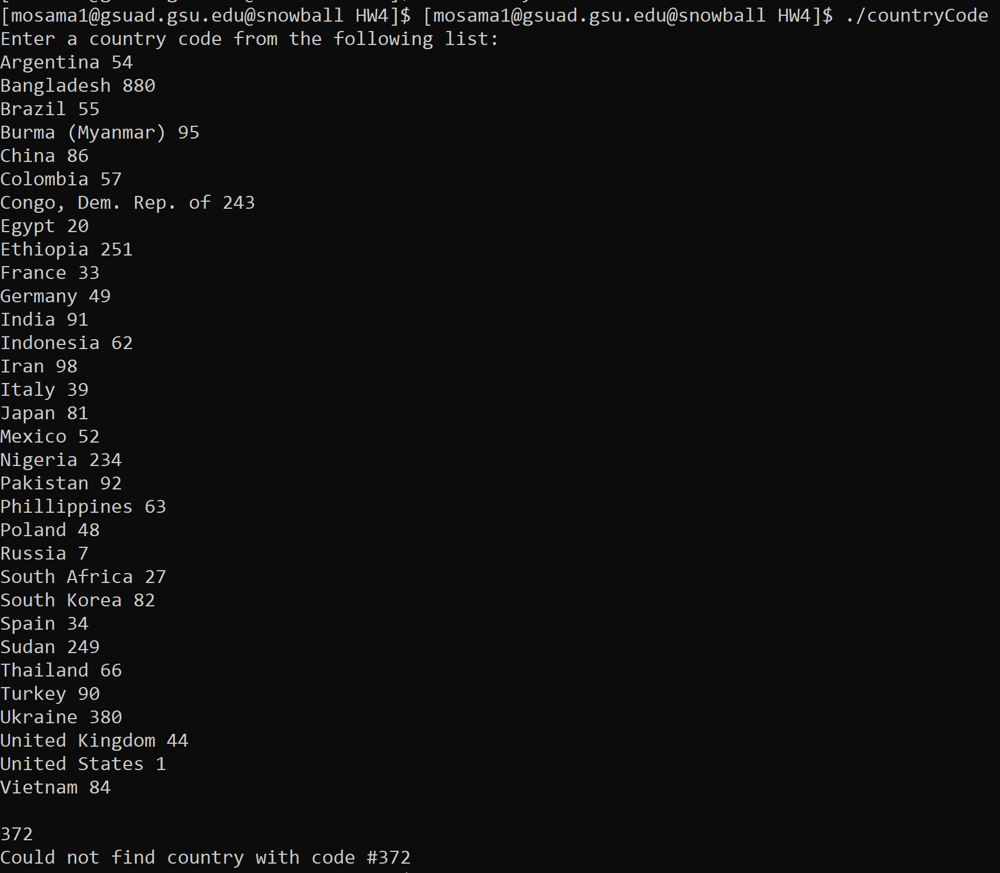 [mosama1@gsuad.gsu.edu@snowball HW4]$ [mosama1@gsuad.gsu.edu@snowball HW4]$ ./countryCode
Enter a country code from the following list:
Argentina 54
Bangladesh 880
Brazil 55
Burma (Myanmar) 95
China 86
Colombia 57
Congo, Dem. Rep. of 243
Egypt 20
Ethiopia 251
France 33
Germany 49
India 91
Indonesia 62
Iran 98
Italy 39
Japan 81
Mexico 52
Nigeria 234
Pakistan 92
Phillippines 63
Poland 48
Russia 7
South Africa 27
South Korea 82
Spain 34
Sudan 249
Thailand 66
Turkey 90
Ukraine 380
United Kingdom 44
United States 1
Vietnam 84
372
Could not find country with code #372